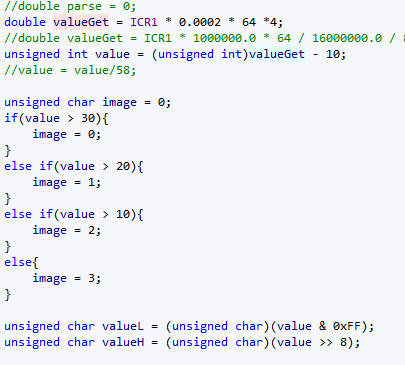 //double parse = 0;
double valueGet = ICR1 * 0.0002 * 64 *4;
//double valueGet = ICR1 * 1000000.0 * 64 / 16000000.0 /
unsigned int value = (unsigned int)valueGet - 10;
//value = value/58;
unsigned char image = 0;
if(value > 30){
image = 0;
}
else if(value > 20){
image = 1;
}
else if(value > 10){
image = 2;
}
else{
image = 3;
}
unsigned char valueL = (unsigned char)(value & 0xFF);
unsigned char valueH = (unsigned char)(value >> 8);